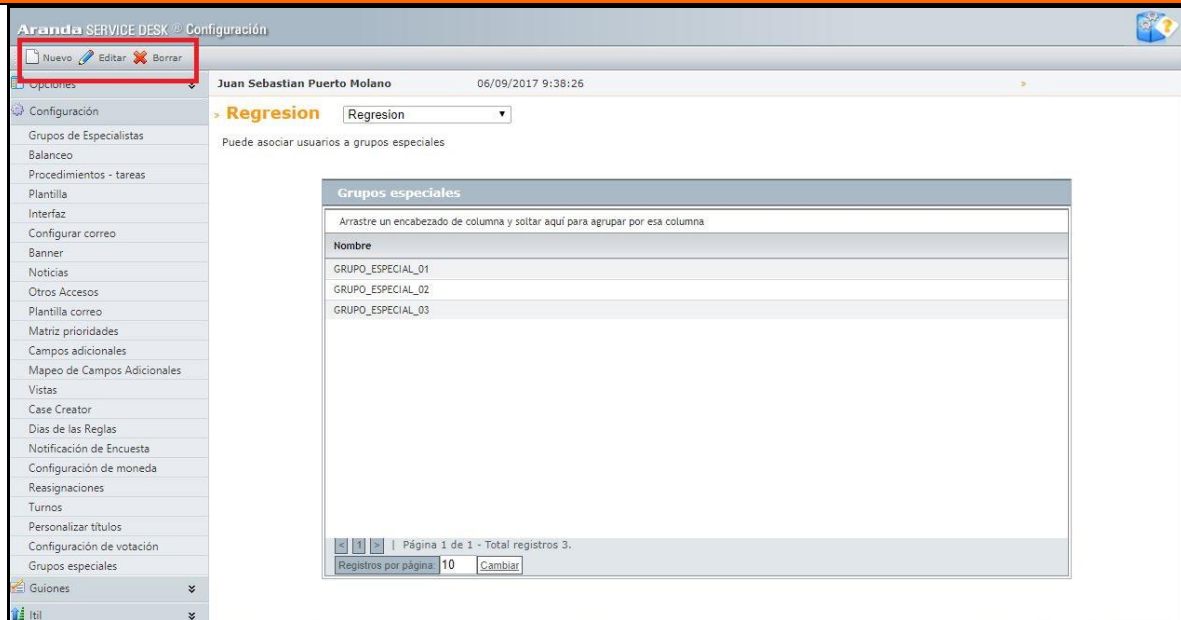 Aranda SERVICE DESK ® Configuración
Nuevo Editar Borrar
Opciones
Juan Sebastian Puerto Molano 06/09/2017 9:38:26 »
Configuración
» Regresion Regresion
Puede asociar usuarios a grupos especiales
Grupos de Especialistas
Balanceo
Procedimientos - tareas
Plantilla
Interfaz
Configurar correo
Banner
Noticias
Otros Accesos
Plantilla correo
Matriz prioridades
Campos adicionales
Mapeo de Campos Adicionales
Vistas
Case Creator
Dias de las Reglas
Notificación de Encuesta
Configuración de moneda
Reasignaciones
Turnos
Personalizar títulos
Configuración de votación
Grupos especiales
Guiones
Itil
Grupos especiales
Arrastre un encabezado de columna y soltar aquí para agrupar por esa columna
Nombre
GRUPO_ESPECIAL_01
GRUPO_ESPECIAL_02
GRUPO_ESPECIAL_03
< 1 > | Página 1 de 1 - Total registros 3.
Registros por página: 10 Cambiar